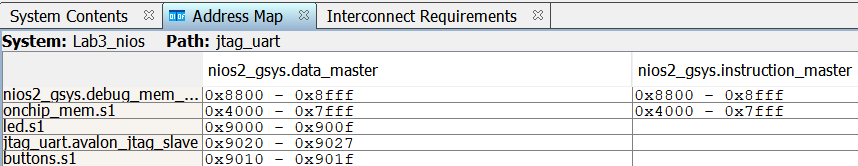 System Contents Address Map Interconnect Requirements
System: Lab3_nios Path: jtag_uart
nios2_gsys.data_master nios2_gsys.instruction_master
nios2_gsys.debug_mem_... 0x8800 - 0x8fff 0x8800 - 0x8fff
onchip_mem.s1 0x4000 - 0x7fff 0x4000 - 0x7fff
led.s1 0x9000 - 0x900f
jtag_uart.avalon_jtag_slave 0x9020 - 0x9027
buttons.s1 0x9010 - 0x901f